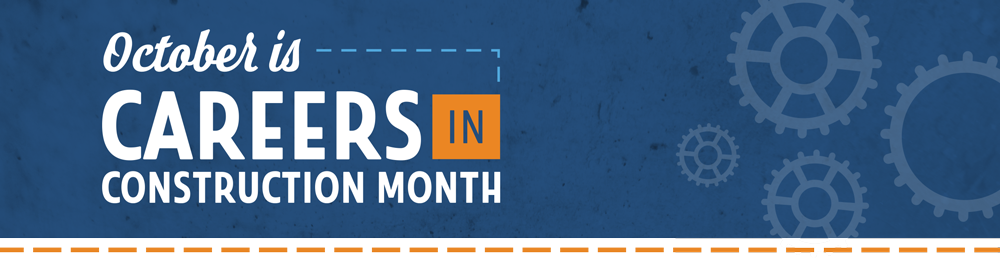 October is
CAREERS IN
CONSTRUCTION MONTH